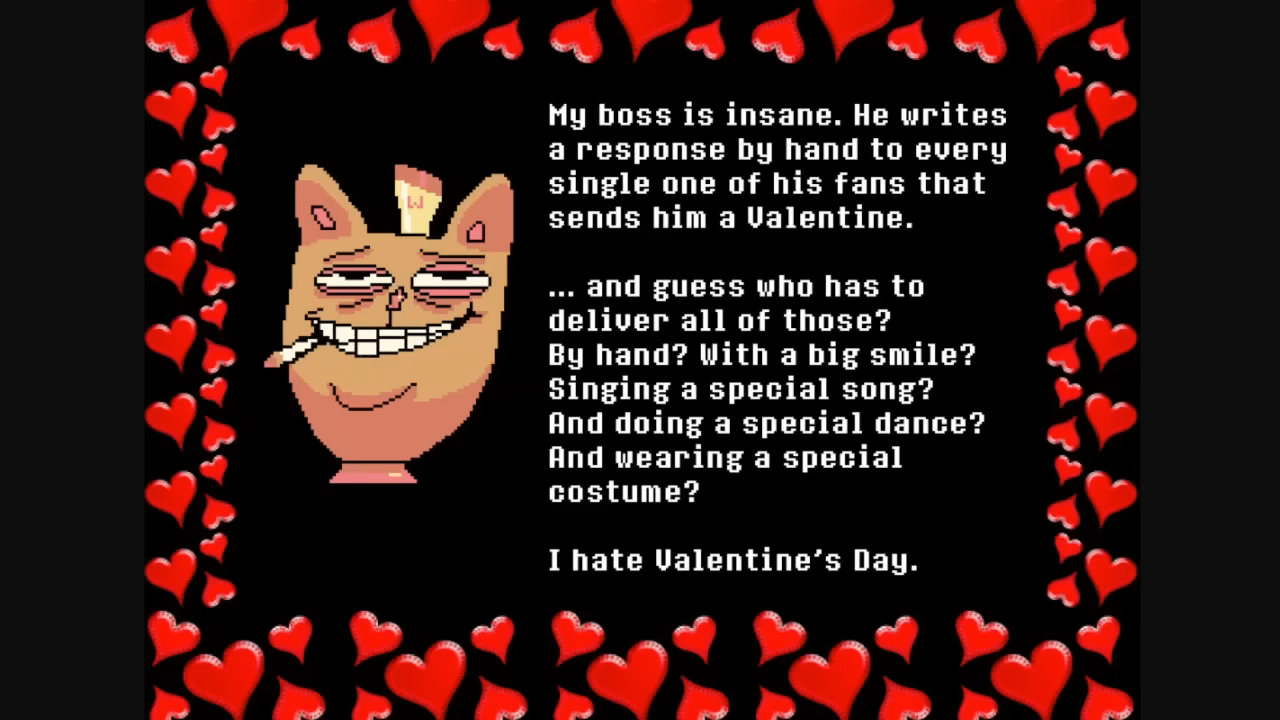 My boss is insane. He writes
a response by hand to every
single one of his fans that
sends him a Valentine.
... and guess who has to
deliver all of those?
By hand? With a big smile?
Singing a special song?
And doing a special dance?
And wearing a special
costume?
I hate Valentine's Day.
W